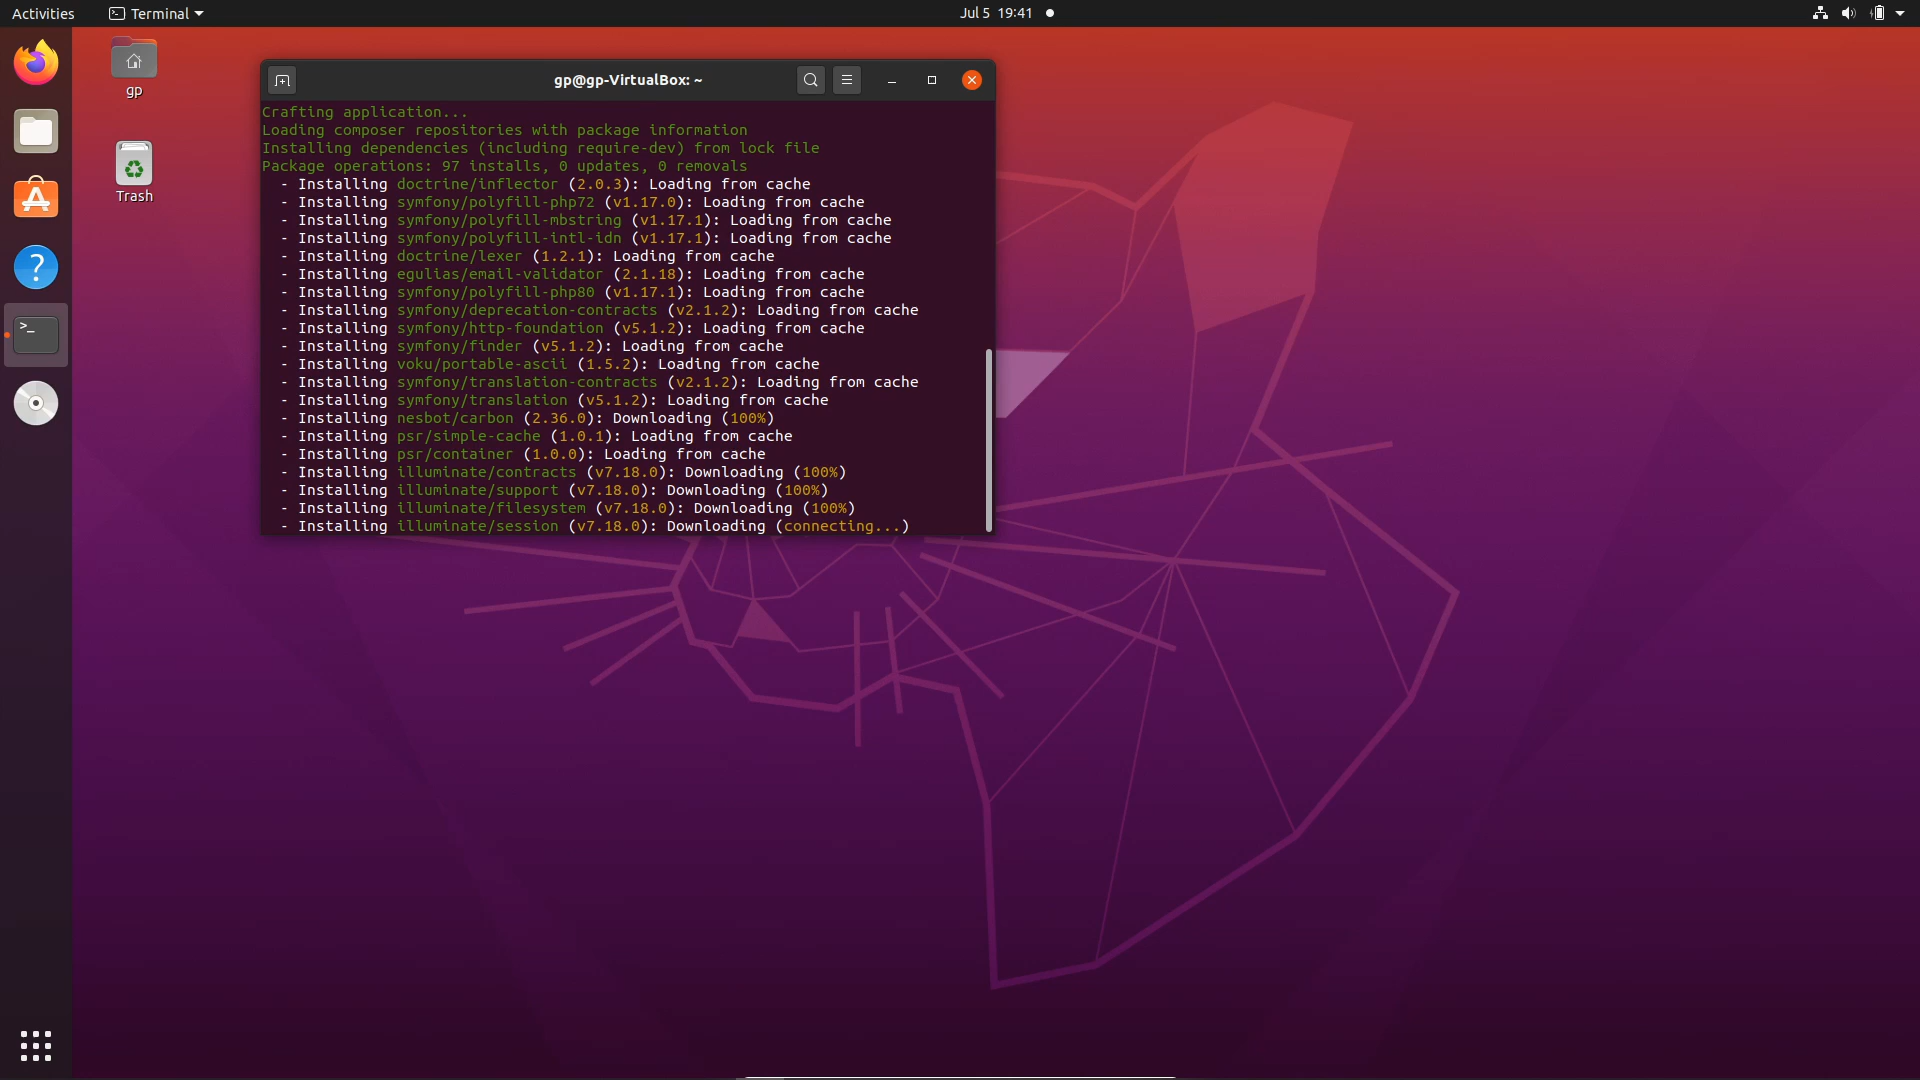 Activities
Terminal
Jul 5 19:41
gp
Trash
gp@gp-VirtualBox: ~
Crafting application...
Loading composer repositories with package information
Installing dependencies (including require-dev) from lock file
Package operations: 97 installs, 0 updates, 0 removals
- Installing doctrine/inflector (2.0.3): Loading from cache
- Installing symfony/polyfill-php72 (v1.17.0): Loading from cache
- Installing symfony/polyfill-mbstring (v1.17.1): Loading from cache
- Installing symfony/polyfill-intl-idn (v1.17.1): Loading from cache
- Installing doctrine/lexer (1.2.1): Loading from cache
- Installing egulias/email-validator (2.1.18): Loading from cache
- Installing symfony/polyfill-php80 (v1.17.1): Loading from cache
- Installing symfony/deprecation-contracts (v2.1.2): Loading from cache
- Installing symfony/http-foundation (v5.1.2): Loading from cache
- Installing symfony/finder (v5.1.2): Loading from cache
- Installing voku/portable-ascii (1.5.2): Loading from cache
- Installing symfony/translation-contracts (v2.1.2): Loading from cache
- Installing symfony/translation (v5.1.2): Loading from cache
- Installing nesbot/carbon (2.36.0): Downloading (100%)
- Installing psr/simple-cache (1.0.1): Loading from cache
- Installing psr/container (1.0.0): Loading from cache
- Installing illuminate/contracts (v7.18.0): Downloading (100%)
- Installing illuminate/support (v7.18.0): Downloading (100%)
- Installing illuminate/filesystem (v7.18.0): Downloading (100%)
- Installing illuminate/session (v7.18.0): Downloading (connecting...)